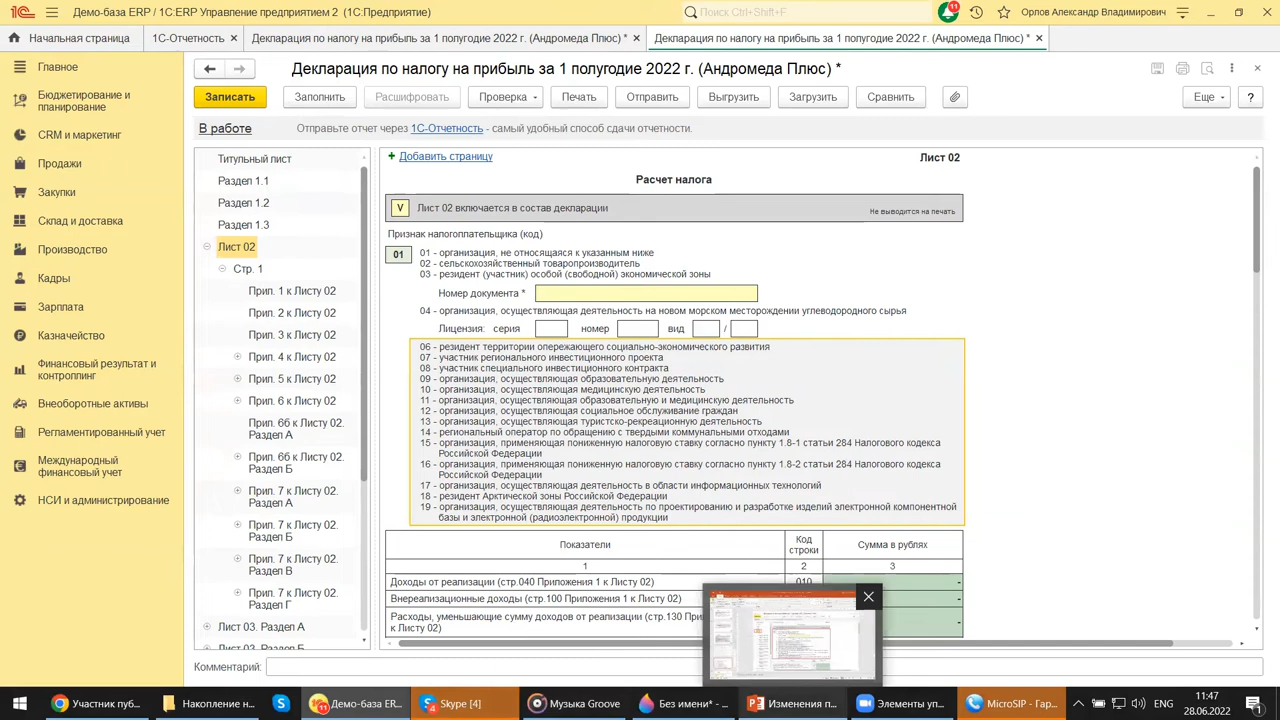 Демо-база ERP / 1С:ERP Управление предприятием 2 (1С:Предприятие)
Поиск Ctrl+Shift+F
11
Орлов Александр Владимирович
Начальная страница
1С-Отчетность
Декларация по налогу на прибыль за 1 полугодие 2022 г. (Андромеда Плюс) *
Декларация по налогу на прибыль за 1 полугодие 2022 г. (Андромеда Плюс) *
Главное
Бюджетирование и
планирование
CRM и маркетинг
Продажи
Закупки
Склад и доставка
Производство
Кадры
Зарплата
Казначейство
Финансовый результат и
контроллинг
Внеоборотные активы
Регламентированный учет
Международный
финансовый учет
НСИ и администрирование
Декларация по налогу на прибыль за 1 полугодие 2022 г. (Андромеда Плюс) *
Записать
Заполнить
Расшифровать
Проверка
Печать
Отправить
Выгрузить
Загрузить
Сравнить
Еще
?
В работе
Отправьте отчет через 1С-Отчетность - самый удобный способ сдачи отчетности.
Титульный лист
Раздел 1.1
Раздел 1.2
Раздел 1.3
Лист 02
Стр. 1
Прил. 1 к Листу 02
Прил. 2 к Листу 02
Прил. 3 к Листу 02
Прил. 4 к Листу 02
Прил. 5 к Листу 02
Прил. 6 к Листу 02
Прил. 6б к Листу 02.
Раздел А
Прил. 6б к Листу 02.
Раздел Б
Прил. 7 к Листу 02.
Раздел А
Прил. 7 к Листу 02.
Раздел Б
Прил. 7 к Листу 02.
Раздел В
Прил. 7 к Листу 02.
Раздел Г
Лист 03. Раздел А
Лист 03. Раздел Б
Добавить страницу
Лист 02
Расчет налога
V
Лист 02 включается в состав декларации
Не выводится на печать
Признак налогоплательщика (код)
01
01 - организация, не относящаяся к указанным ниже
02 - сельскохозяйственный товаропроизводитель
03 - резидент (участник) особой (свободной) экономической зоны
Номер документа *
04 - организация, осуществляющая деятельность на новом морском месторождении углеводородного сырья
Лицензия: серия номер вид /
06 - резидент территории опережающего социально-экономического развития
07 - участник регионального инвестиционного проекта
08 - участник специального инвестиционного контракта
09 - организация, осуществляющая образовательную деятельность
10 - организация, осуществляющая медицинскую деятельность
11 - организация, осуществляющая образовательную и медицинскую деятельность
12 - организация, осуществляющая социальное обслуживание граждан
13 - организация, осуществляющая туристско-рекреационную деятельность
14 - региональный оператор по обращению с твердыми коммунальными отходами
15 - организация, применяющая пониженную налоговую ставку согласно пункту 1.8-1 статьи 284 Налогового кодекса
Российской Федерации
16 - организация, применяющая пониженную налоговую ставку согласно пункту 1.8-2 статьи 284 Налогового кодекса
Российской Федерации
17 - организация, осуществляющая деятельность в области информационных технологий
18 - резидент Арктической зоны Российской Федерации
19 - организация, осуществляющая деятельность по проектированию и разработке изделий электронной компонентной
базы и электронной (радиоэлектронной) продукции
Показатели
Код
строки
Сумма в рублях
1 2 3
Доходы от реализации (стр.040 Приложения 1 к Листу 02) 010 -
Внереализационные доходы (стр.100 Приложения 1 к Листу 02) -
Расходы, уменьшающие сумму доходов от реализации (стр.130 При -
к Листу 02)
Комментарий:
Участник пуб...
Накопление н...
Демо-база ER...
Skype [4]
Музыка Groove
Без имени* - ...
Изменения п...
Элементы уп...
MicroSIP - Гар...
ENG
11:47
28.06.2022